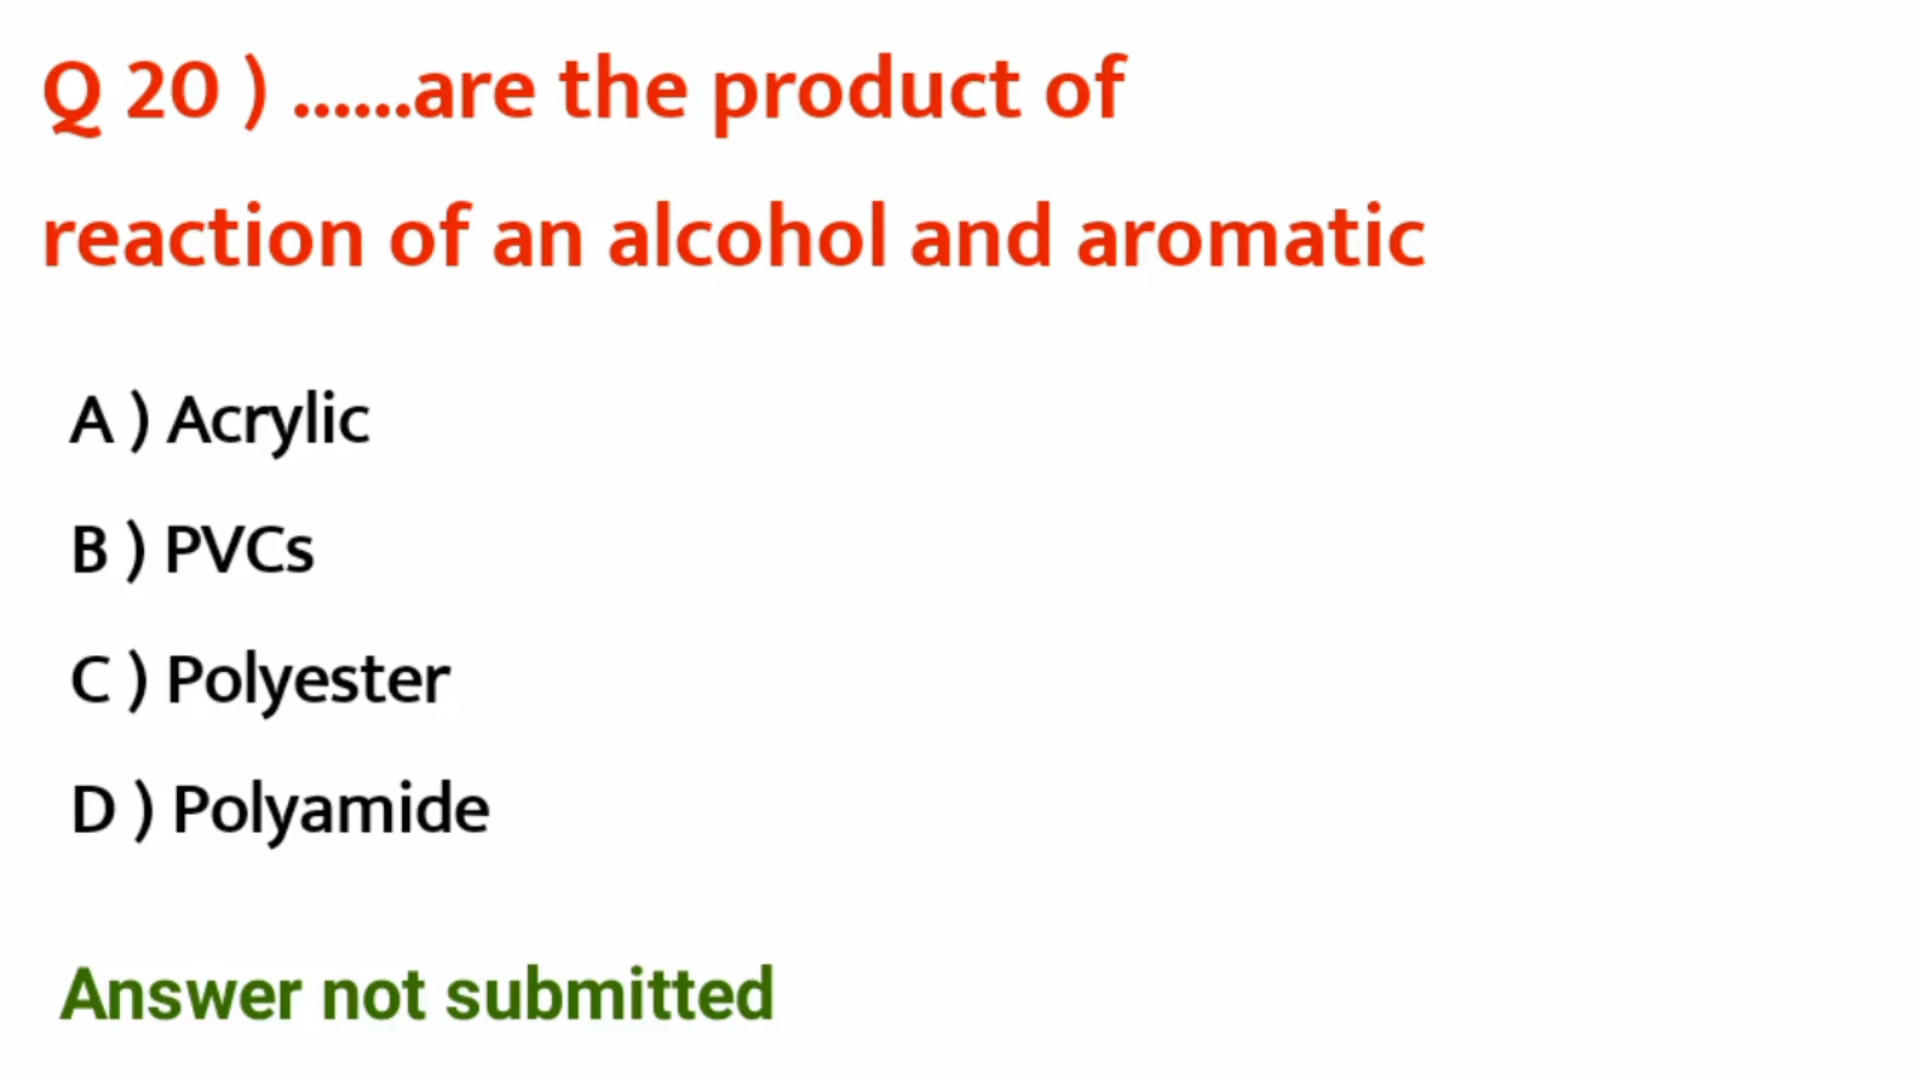 Q 20 ) ......are the product of
reaction of an alcohol and aromatic
A ) Acrylic
B ) PVCs
C ) Polyester
D ) Polyamide
Answer not submitted